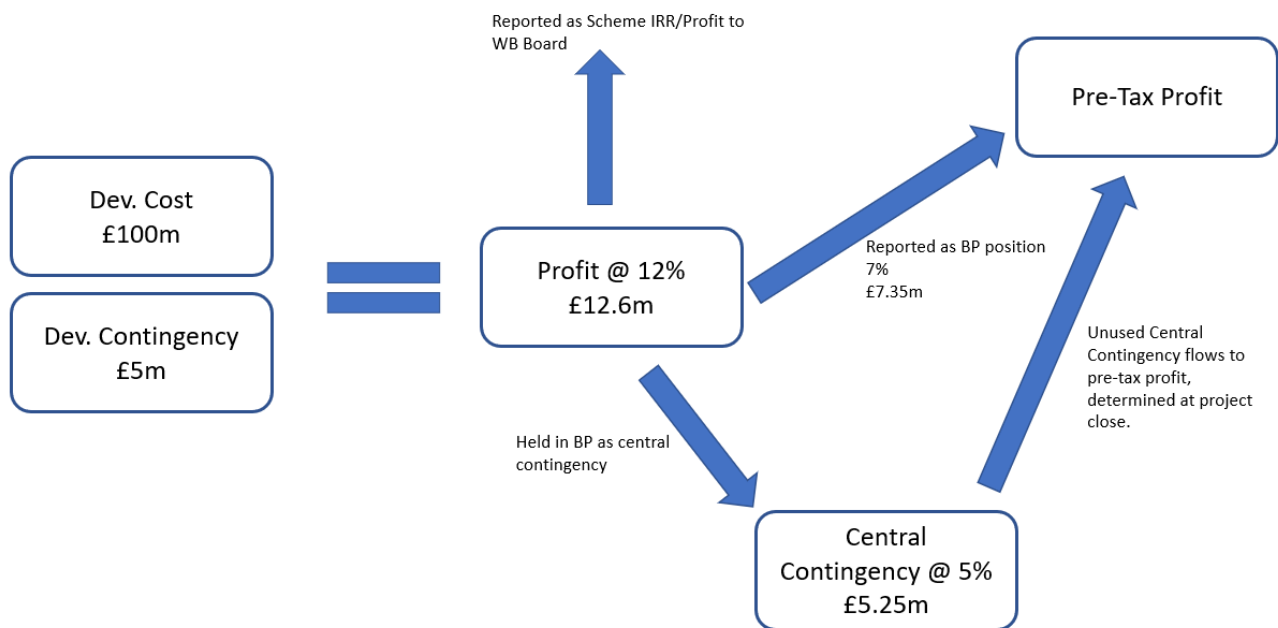 Reported as Scheme IRR/Profit to
WB Board
Pre-Tax Profit
Dev. Cost
£100m
Profit @ 12%
£12.6m
Reported as BP position
7%
£7.35m
Dev. Contingency
£5m
Unused Central
Contingency flows to
pre-tax profit,
determined at project
close.
Held in BP as central
contingency
Central
Contingency @ 5%
£5.25m